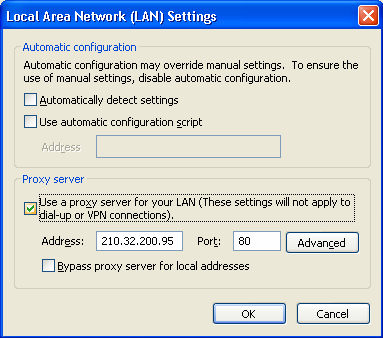 Local Area Network (LAN) Settings
Automatic configuration
Automatic configuration may override manual settings. To ensure the
use of manual settings, disable automatic configuration.
Automatically detect settings
Use automatic configuration script
Address
Proxy server
Use a proxy server for your LAN (These settings will not apply to
dial-up or VPN connections).
Address: 210.32.200.95 Port: 80 Advanced
Bypass proxy server for local addresses
OK Cancel